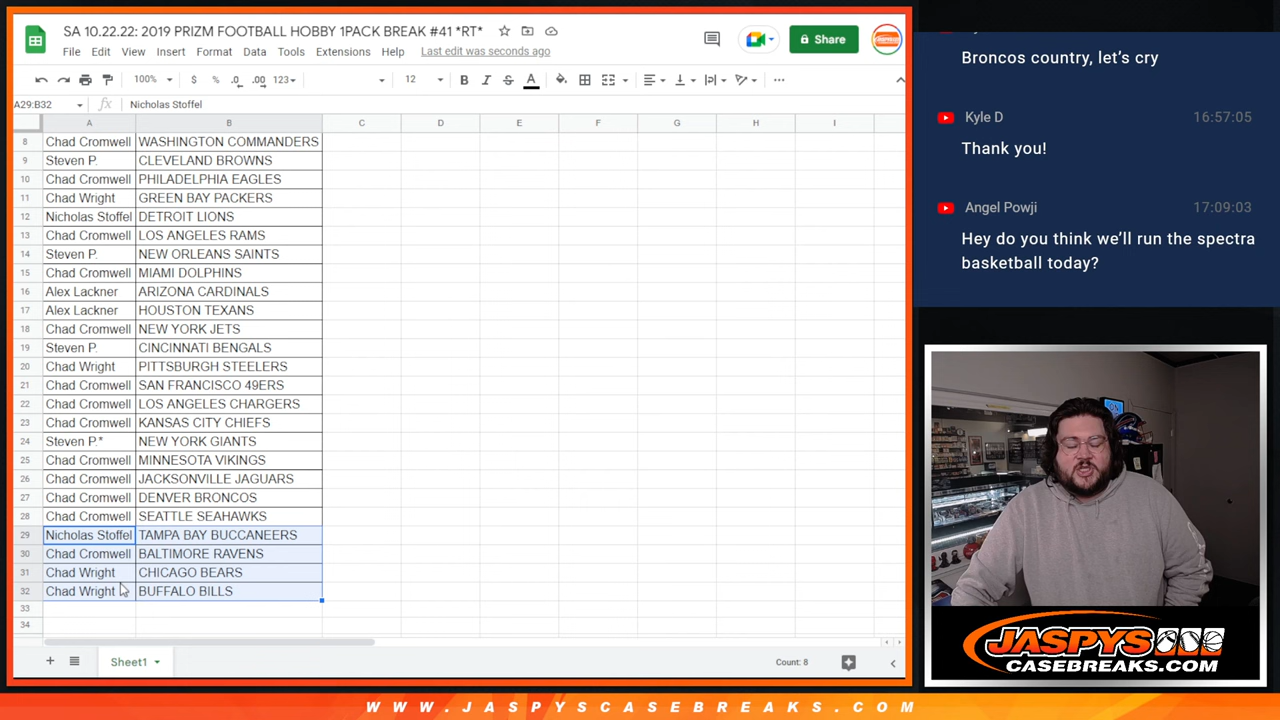 SA 10.22.22: 2019 PRIZM FOOTBALL HOBBY 1PACK BREAK #41 *RT*
File Edit View Insert Format Data Tools Extensions Help Last edit was seconds ago
Share
100% $ % .0 .00 123 12 B I S A
A29:B32 fx Nicholas Stoffel
A B C D E F G H I
8 Chad Cromwell WASHINGTON COMMANDERS
9 Steven P. CLEVELAND BROWNS
10 Chad Cromwell PHILADELPHIA EAGLES
11 Chad Wright GREEN BAY PACKERS
12 Nicholas Stoffel DETROIT LIONS
13 Chad Cromwell LOS ANGELES RAMS
14 Steven P. NEW ORLEANS SAINTS
15 Chad Cromwell MIAMI DOLPHINS
16 Alex Lackner ARIZONA CARDINALS
17 Alex Lackner HOUSTON TEXANS
18 Chad Cromwell NEW YORK JETS
19 Steven P. CINCINNATI BENGALS
20 Chad Wright PITTSBURGH STEELERS
21 Chad Cromwell SAN FRANCISCO 49ERS
22 Chad Cromwell LOS ANGELES CHARGERS
23 Chad Cromwell KANSAS CITY CHIEFS
24 Steven P.* NEW YORK GIANTS
25 Chad Cromwell MINNESOTA VIKINGS
26 Chad Cromwell JACKSONVILLE JAGUARS
27 Chad Cromwell DENVER BRONCOS
28 Chad Cromwell SEATTLE SEAHAWKS
29 Nicholas Stoffel TAMPA BAY BUCCANEERS
30 Chad Cromwell BALTIMORE RAVENS
31 Chad Wright CHICAGO BEARS
32 Chad Wright BUFFALO BILLS
33
34
Sheet1 Count: 8
Broncos country, let's cry
Kyle D 16:57:05
Thank you!
Angel Powji 17:09:03
Hey do you think we'll run the spectra
basketball today?
ON
JASPYS
CASEBREAKS.COM
WWW.JASPYSCASEBREAKS.COM